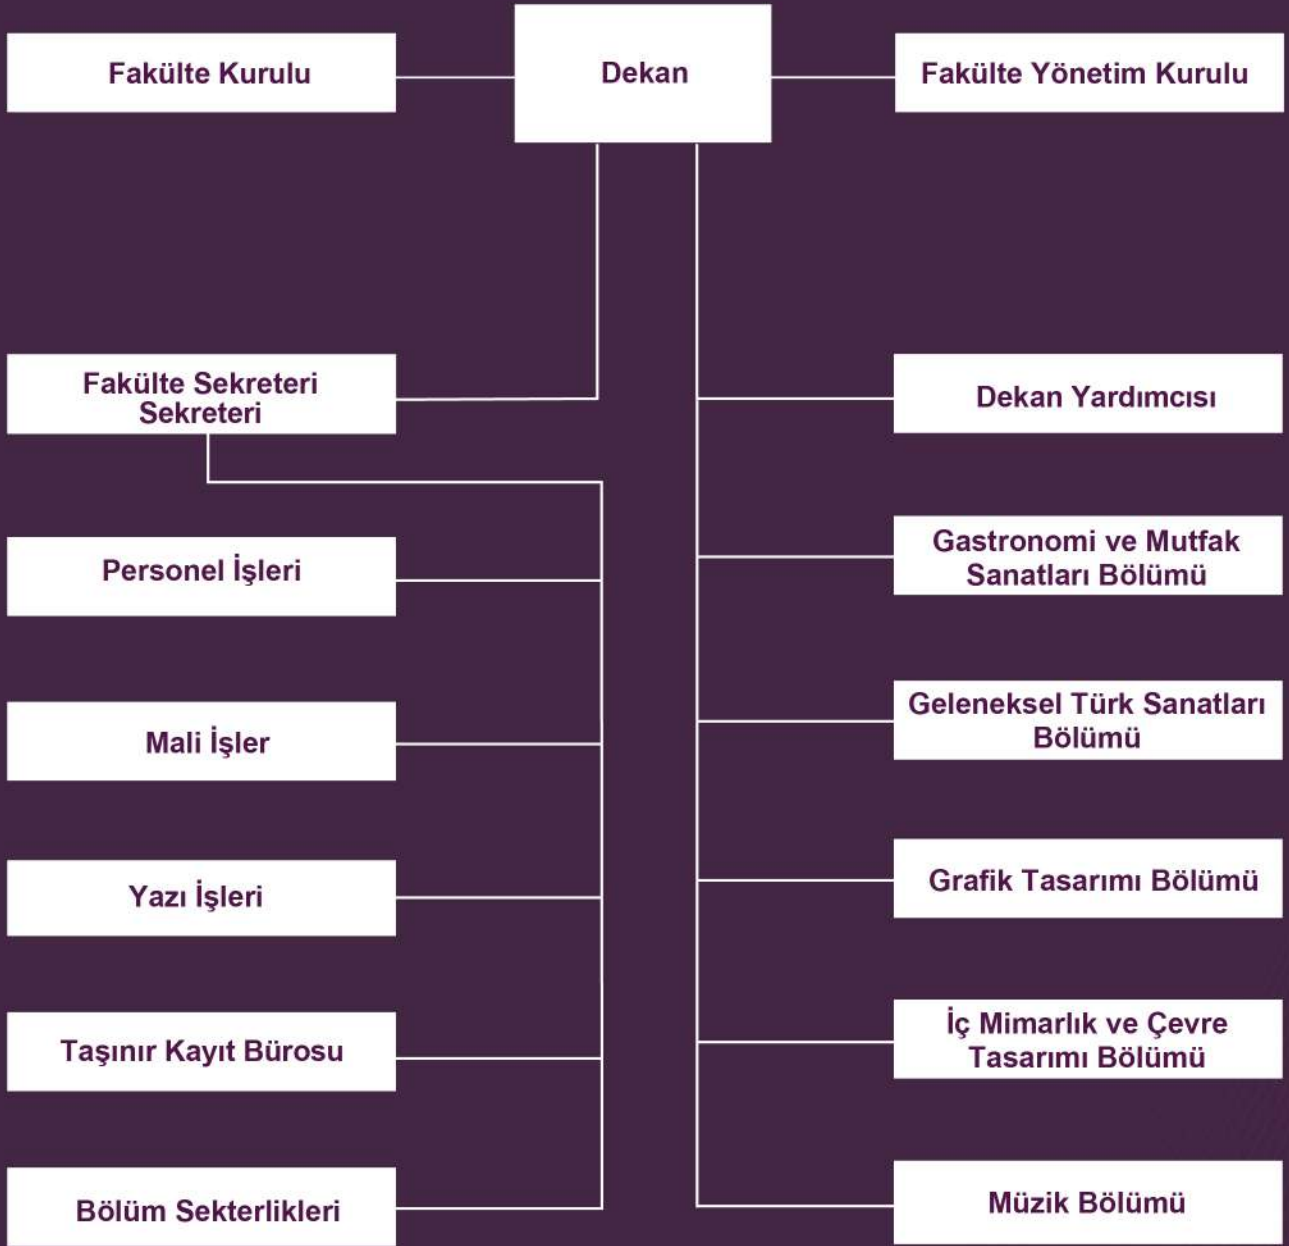 Fakülte Kurulu
Dekan
Fakülte Yönetim Kurulu
Fakülte Sekreteri
Sekreteri
Dekan Yardımcısı
Personel İşleri
Gastronomi ve Mutfak
Sanatları Bölümü
Mali İşler
Geleneksel Türk Sanatları
Bölümü
Yazı İşleri
Grafik Tasarımı Bölümü
Taşınır Kayıt Bürosu
İç Mimarlık ve Çevre
Tasarımı Bölümü
Bölüm Sekterlikleri
Müzik Bölümü